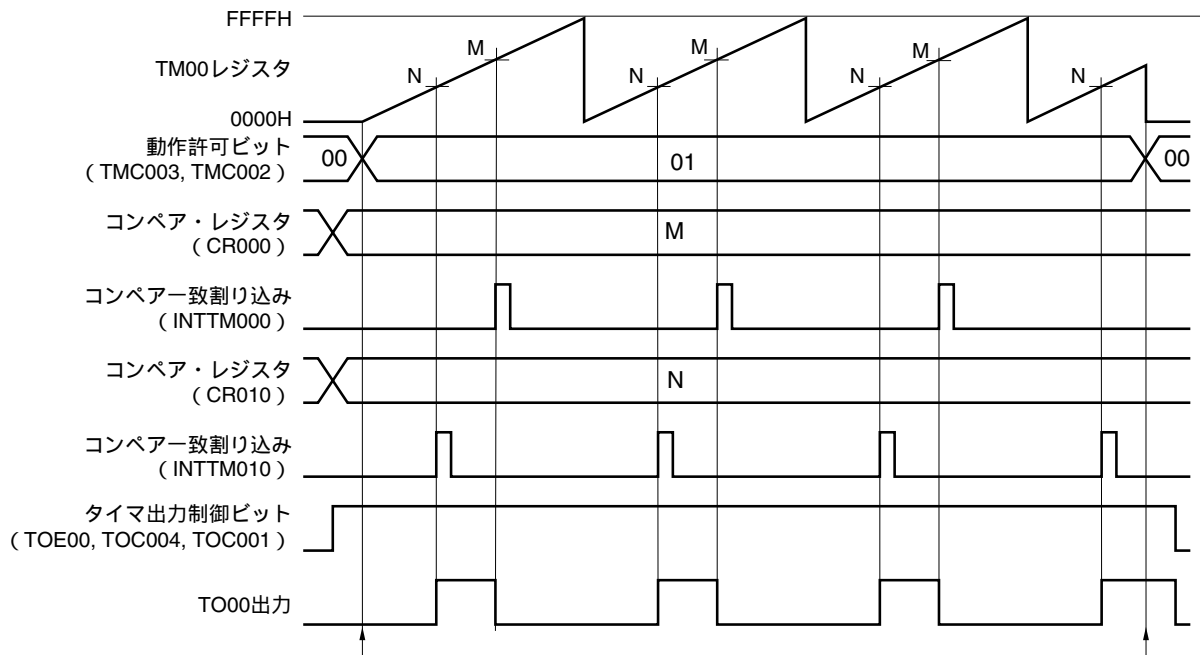 FFFFH
M
M
M
TM00レジスタ
N
N
N
N
0000H
動作許可ビット
( TMC003, TMC002 )
00
01
00
コンペア・レジスタ
( CR000 )
M
コンペア一致割り込み
( INTTM000 )
コンペア・レジスタ
( CR010 )
N
コンペア一致割り込み
( INTTM010 )
タイマ出力制御ビット
( TOE00, TOC004, TOC001 )
TO00出力